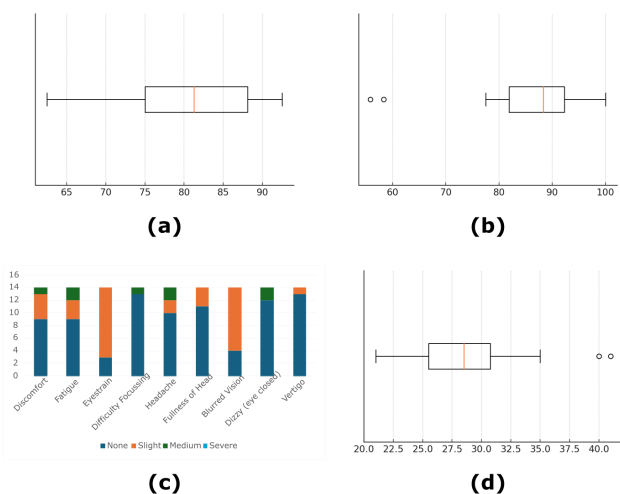 65 70 75 80 85 90
(a)
60 70 80 90 100
(b)
16
14
12
10
8
6
4
2
0
Discomfort
Fatigue
Eyestrain
Difficulty Focussing
Headache
Fullness of Head
Blurred Vision
Dizzy (eye closed)
Vertigo
None Slight Medium Severe
(c)
20.0 22.5 25.0 27.5 30.0 32.5 35.0 37.5 40.0
(d)